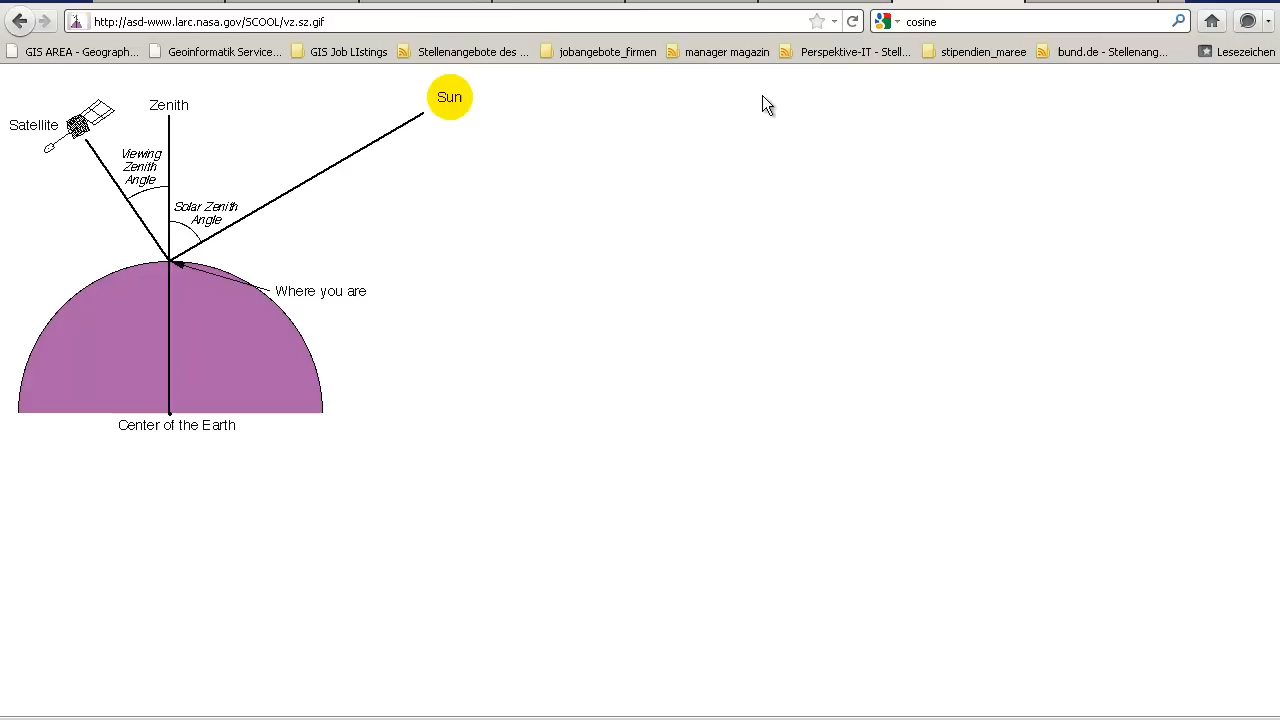 http://asd-www.larc.nasa.gov/SCOOL/vz.sz.gif
cosine
GIS AREA - Geograph...
Geoinformatik Service...
GIS Job LIstings
Stellenangebote des ...
jobangebote_firmen
manager magazin
Perspektive-IT - Stell...
stipendien_maree
bund.de - Stellenang...
Lesezeichen
Sun
Zenith
Satellite
Viewing
Zenith
Angle
Solar Zenith
Angle
Where you are
Center of the Earth